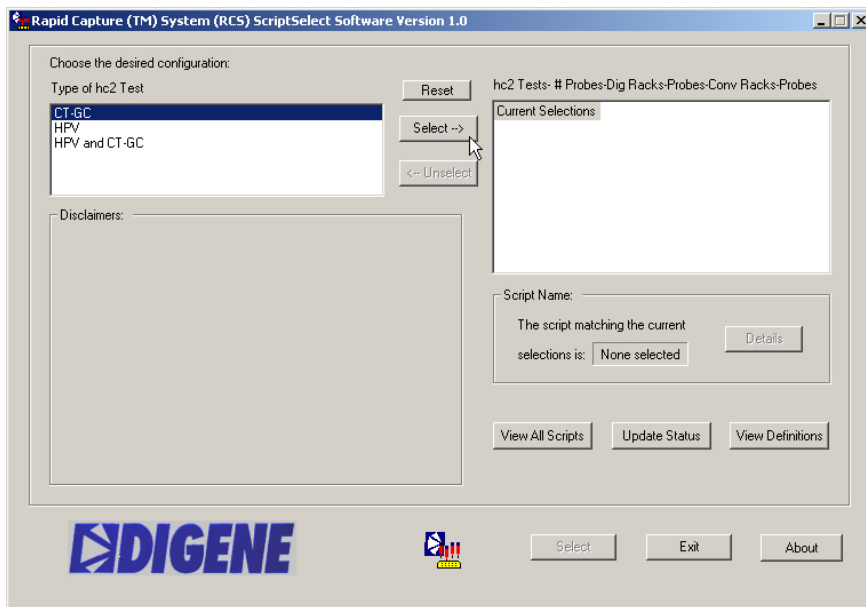 Rapid Capture (TM) System (RCS) ScriptSelect Software Version 1.0
Choose the desired configuration:
Type of hc2 Test
CT-GC
HPV
HPV and CT-GC
Reset
Select -->
<-- Unselect
hc2 Tests- # Probes-Dig Racks-Probes-Conv Racks-Probes
Current Selections
Disclaimers:
Script Name:
The script matching the current
selections is: None selected
Details
View All Scripts Update Status View Definitions
DIGENE
Select Exit About